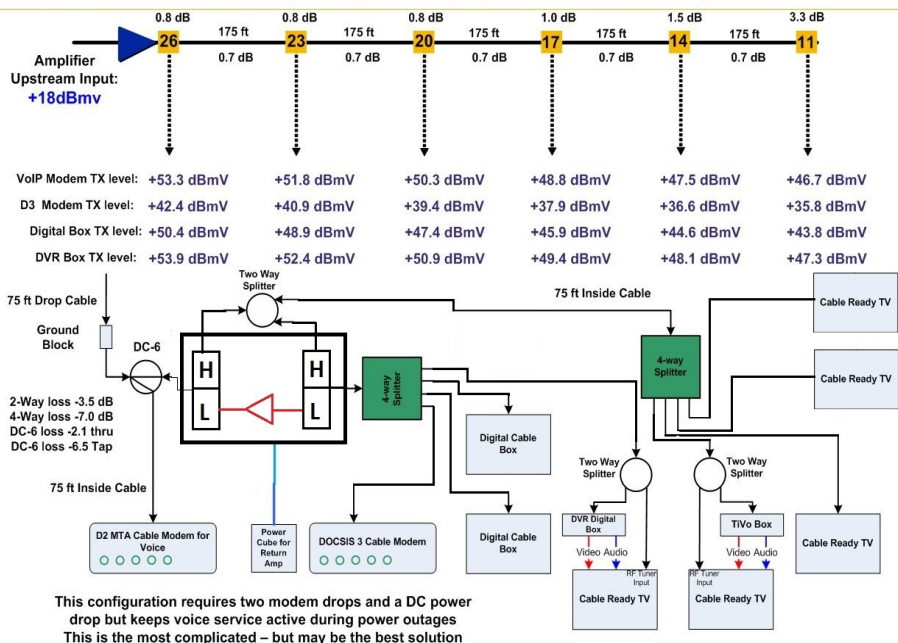 0.8 dB 0.8 dB 0.8 dB 1.0 dB 1.5 dB 3.3 dB
26 175 ft 23 175 ft 20 175 ft 17 175 ft 14 175 ft 11
0.7 dB 0.7 dB 0.7 dB 0.7 dB 0.7 dB
Amplifier
Upstream Input:
+18dBmv
VoIP Modem TX level: +53.3 dBmV +51.8 dBmV +50.3 dBmV +48.8 dBmV +47.5 dBmV +46.7 dBmV
D3 Modem TX level: +42.4 dBmV +40.9 dBmV +39.4 dBmV +37.9 dBmV +36.6 dBmV +35.8 dBmV
Digital Box TX level: +50.4 dBmV +48.9 dBmV +47.4 dBmV +45.9 dBmV +44.6 dBmV +43.8 dBmV
DVR Box TX level: +53.9 dBmV +52.4 dBmV +50.9 dBmV +49.4 dBmV +48.1 dBmV +47.3 dBmV
Two Way
Splitter
75 ft Drop Cable
75 ft Inside Cable
Cable Ready TV
Ground
Block
DC-6
H H
L L
4-way
Splitter
4-way
Splitter
Cable Ready TV
2-Way loss -3.5 dB
4-Way loss -7.0 dB
DC-6 loss -2.1 thru
DC-6 loss -6.5 Tap
Digital Cable
Box
Two Way
Splitter
Two Way
Splitter
75 ft Inside Cable
D2 MTA Cable Modem for
Voice
Power
Cube for
Return
Amp
DOCSIS 3 Cable Modem
Digital Cable
Box
DVR Digital
Box
TiVo Box
Cable Ready TV
Video Audio
Video Audio
RF Tuner
Input
RF Tuner
Input
Cable Ready TV
Cable Ready TV
This configuration requires two modem drops and a DC power
drop but keeps voice service active during power outages
This is the most complicated – but may be the best solution